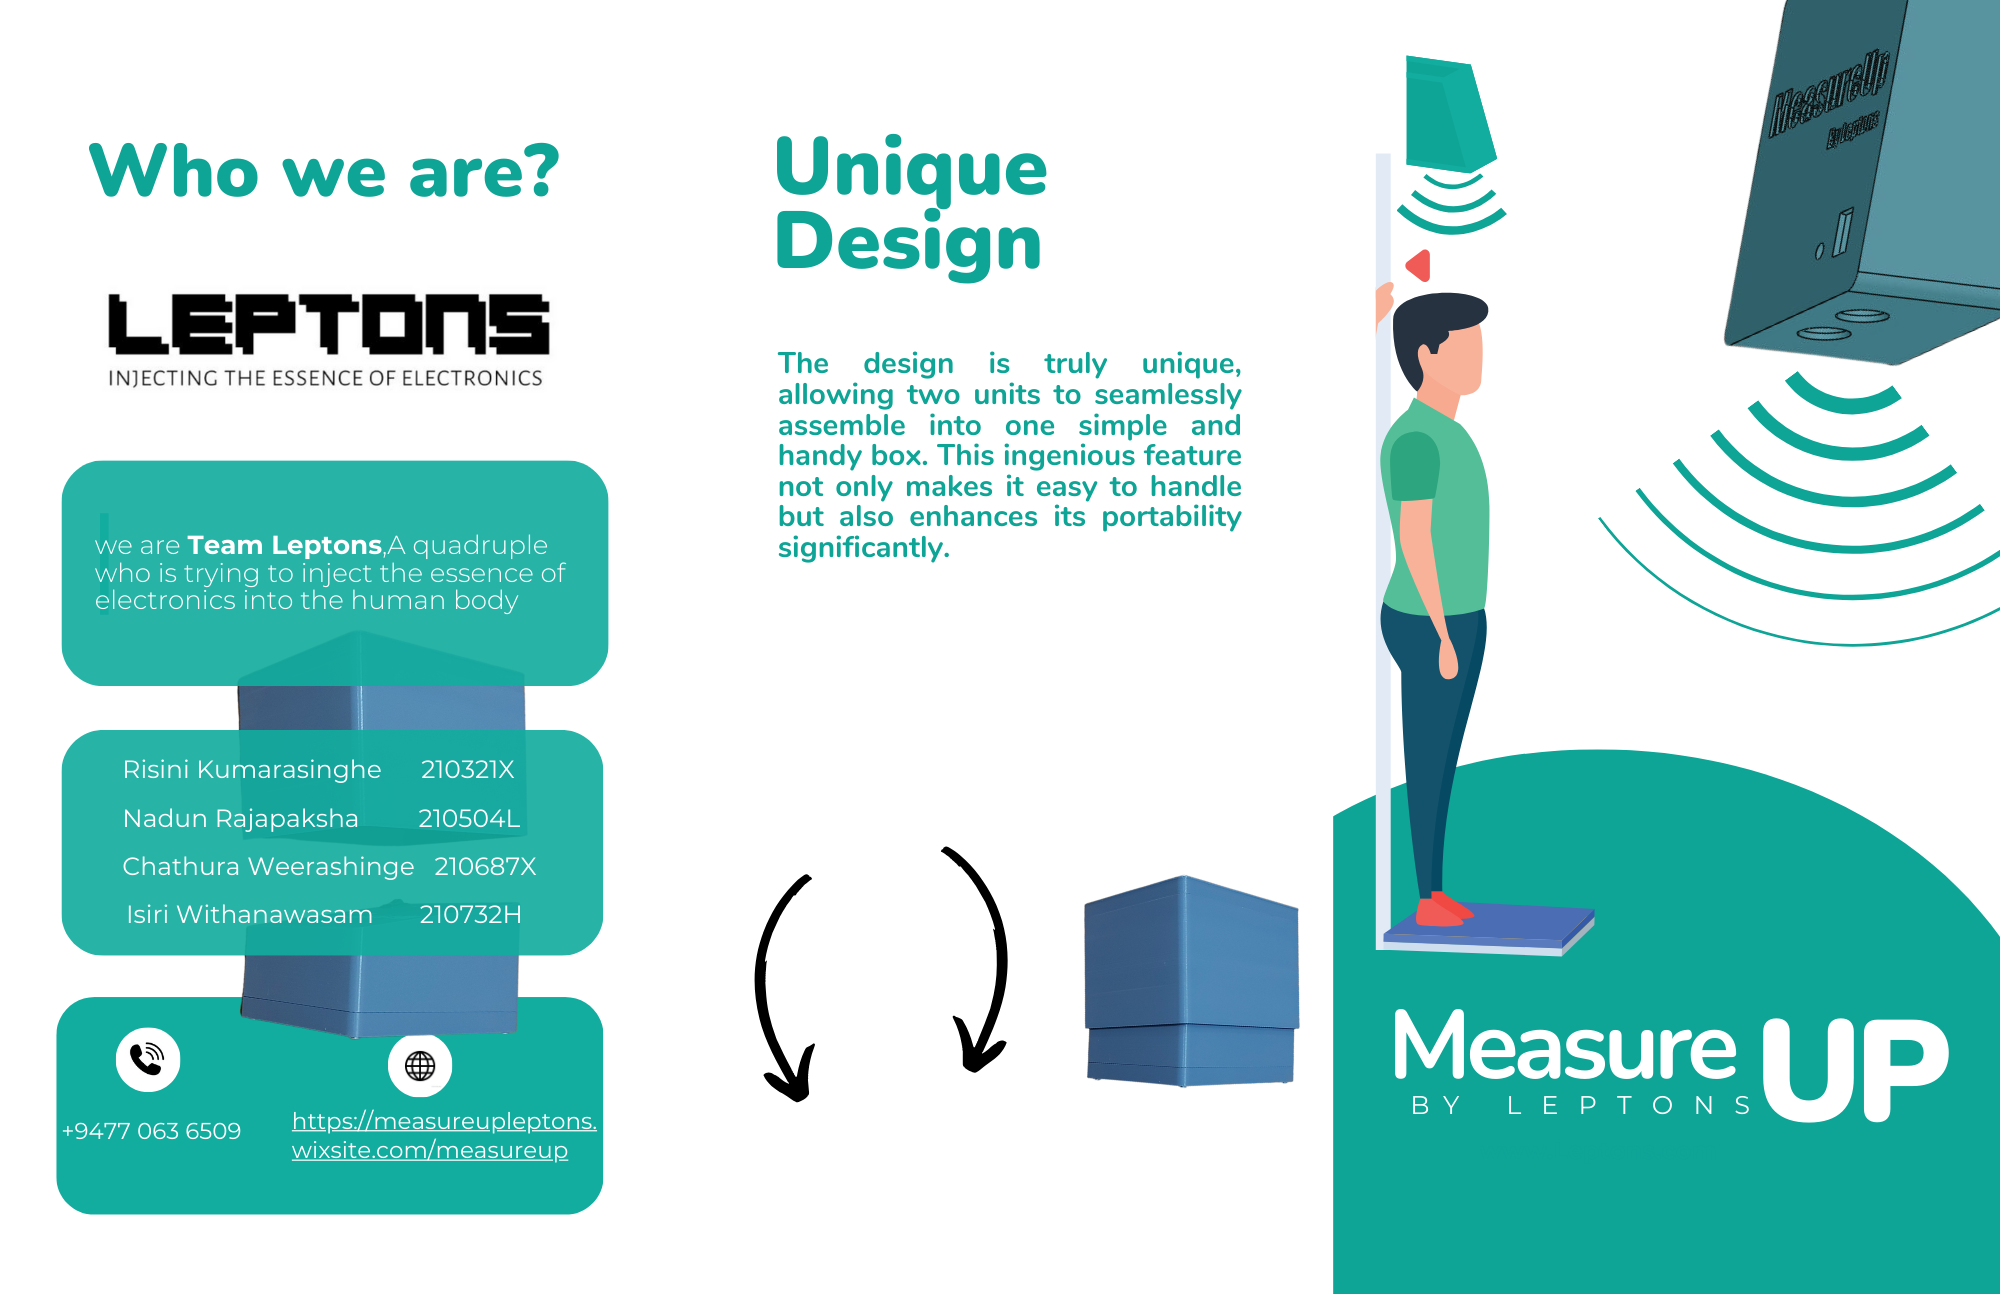 Who we are?
LEPTONS
INJECTING THE ESSENCE OF ELECTRONICS
we are Team Leptons,A quadruple
who is trying to inject the essence of
electronics into the human body
Risini Kumarasinghe 210321X
Nadun Rajapaksha 210504L
Chathura Weerashinge 210687X
Isiri Withanawasam 210732H
+9477 063 6509
https://measureupleptons.
wixsite.com/measureup
Unique
Design
The design is truly unique,
allowing two units to seamlessly
assemble into one simple and
handy box. This ingenious feature
not only makes it easy to handle
but also enhances its portability
significantly.
MeasureUp
By Leptons
Measure UP
BY LEPTONS